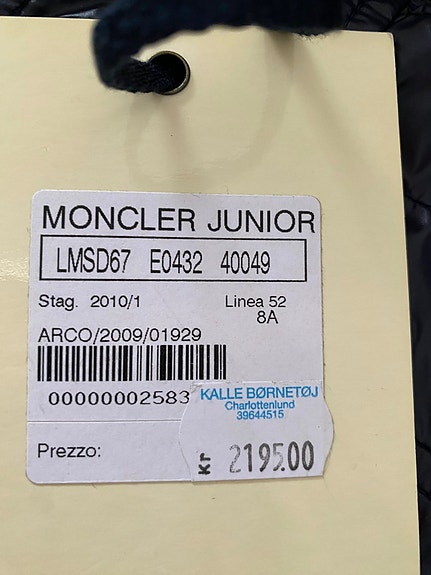 MONCLER JUNIOR
LMSD67 E0432 40049
Stag. 2010/1 Linea 52
8A
ARCO/2009/01929
00000002583
KALLE BØRNETØJ
Charlottenlund
39644515
Prezzo:
Kr 2195.00